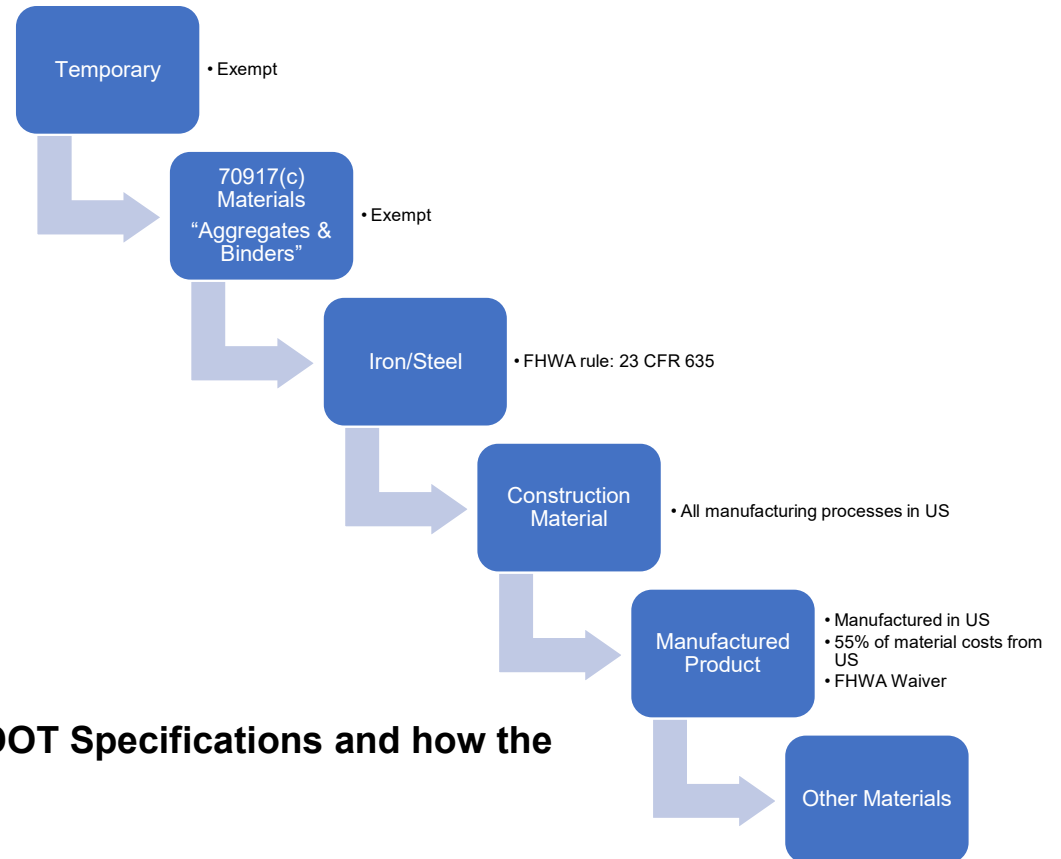 Temporary
• Exempt
70917(c)
Materials
“Aggregates &
Binders”
• Exempt
Iron/Steel
• FHWA rule: 23 CFR 635
Construction
Material
• All manufacturing processes in US
Manufactured
Product
• Manufactured in US
• 55% of material costs from
US
• FHWA Waiver
OOT Specifications and how the
Other Materials